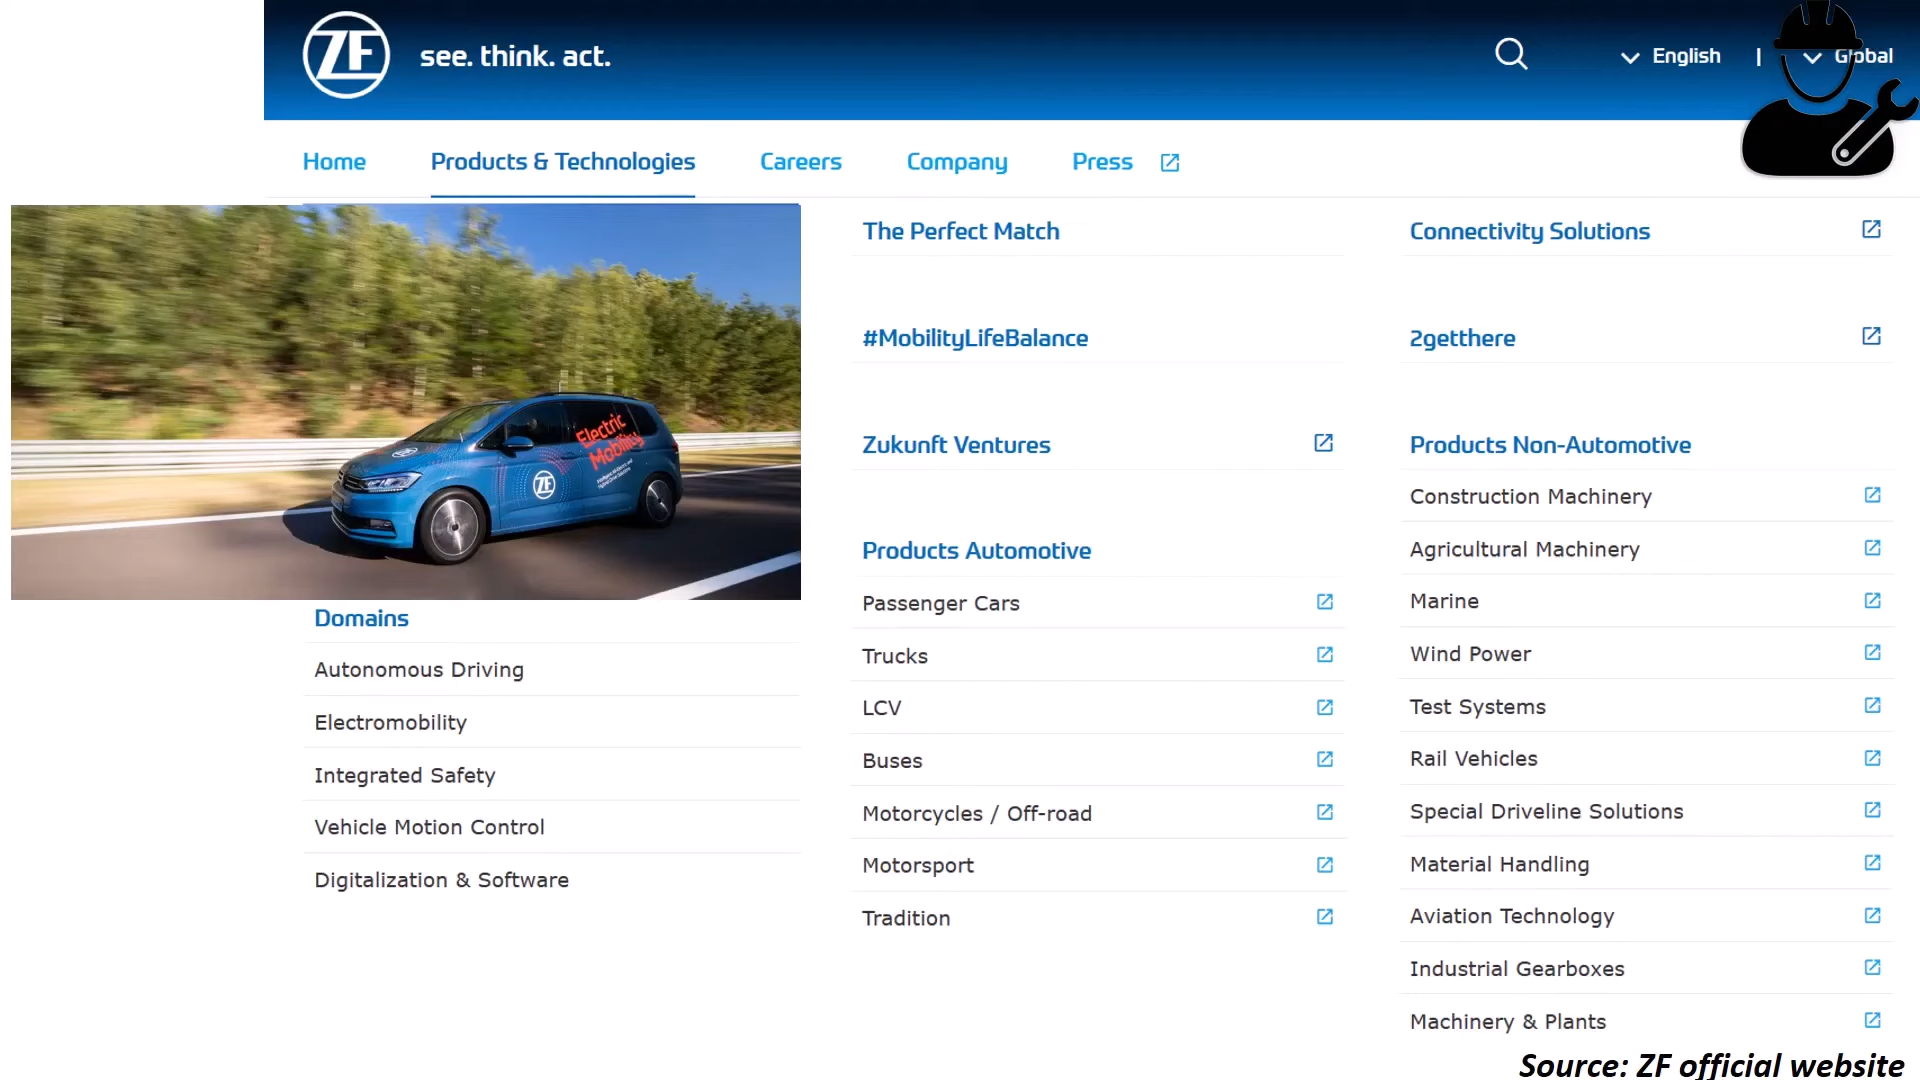 ZF see. think. act.
English | Global
Home Products & Technologies Careers Company Press
The Perfect Match
#MobilityLifeBalance
Zukunft Ventures
Electric
Mobility
ZF
Domains
Autonomous Driving
Electromobility
Integrated Safety
Vehicle Motion Control
Digitalization & Software
Products Automotive
Passenger Cars
Trucks
LCV
Buses
Motorcycles / Off-road
Motorsport
Tradition
Connectivity Solutions
2getthere
Products Non-Automotive
Construction Machinery
Agricultural Machinery
Marine
Wind Power
Test Systems
Rail Vehicles
Special Driveline Solutions
Material Handling
Aviation Technology
Industrial Gearboxes
Machinery & Plants
Source: ZF official website